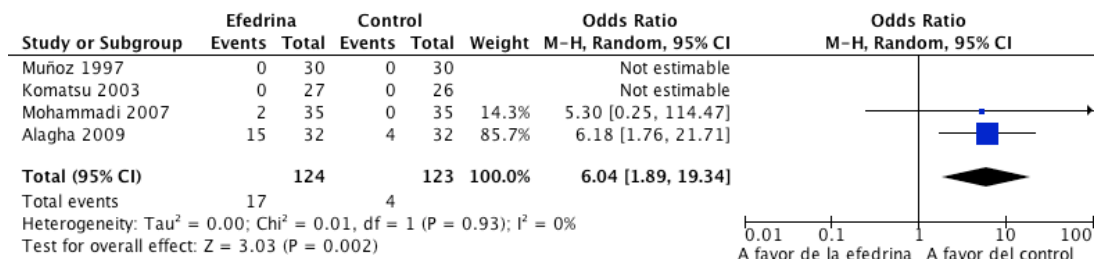 Efedrina Control Odds Ratio Odds Ratio
Study or Subgroup Events Total Events Total Weight M-H, Random, 95% CI M-H, Random, 95% CI
Muñoz 1997 0 30 0 30 Not estimable
Komatsu 2003 0 27 0 26 Not estimable
Mohammadi 2007 2 35 0 35 14.3% 5.30 [0.25, 114.47]
Alagha 2009 15 32 4 32 85.7% 6.18 [1.76, 21.71]
Total (95% CI) 124 123 100.0% 6.04 [1.89, 19.34]
Total events 17 4
Heterogeneity: Tau² = 0.00; Chi² = 0.01, df = 1 (P = 0.93); I² = 0%
Test for overall effect: Z = 3.03 (P = 0.002)
0.01 0.1 1 10 100
A favor de la efedrina A favor del control